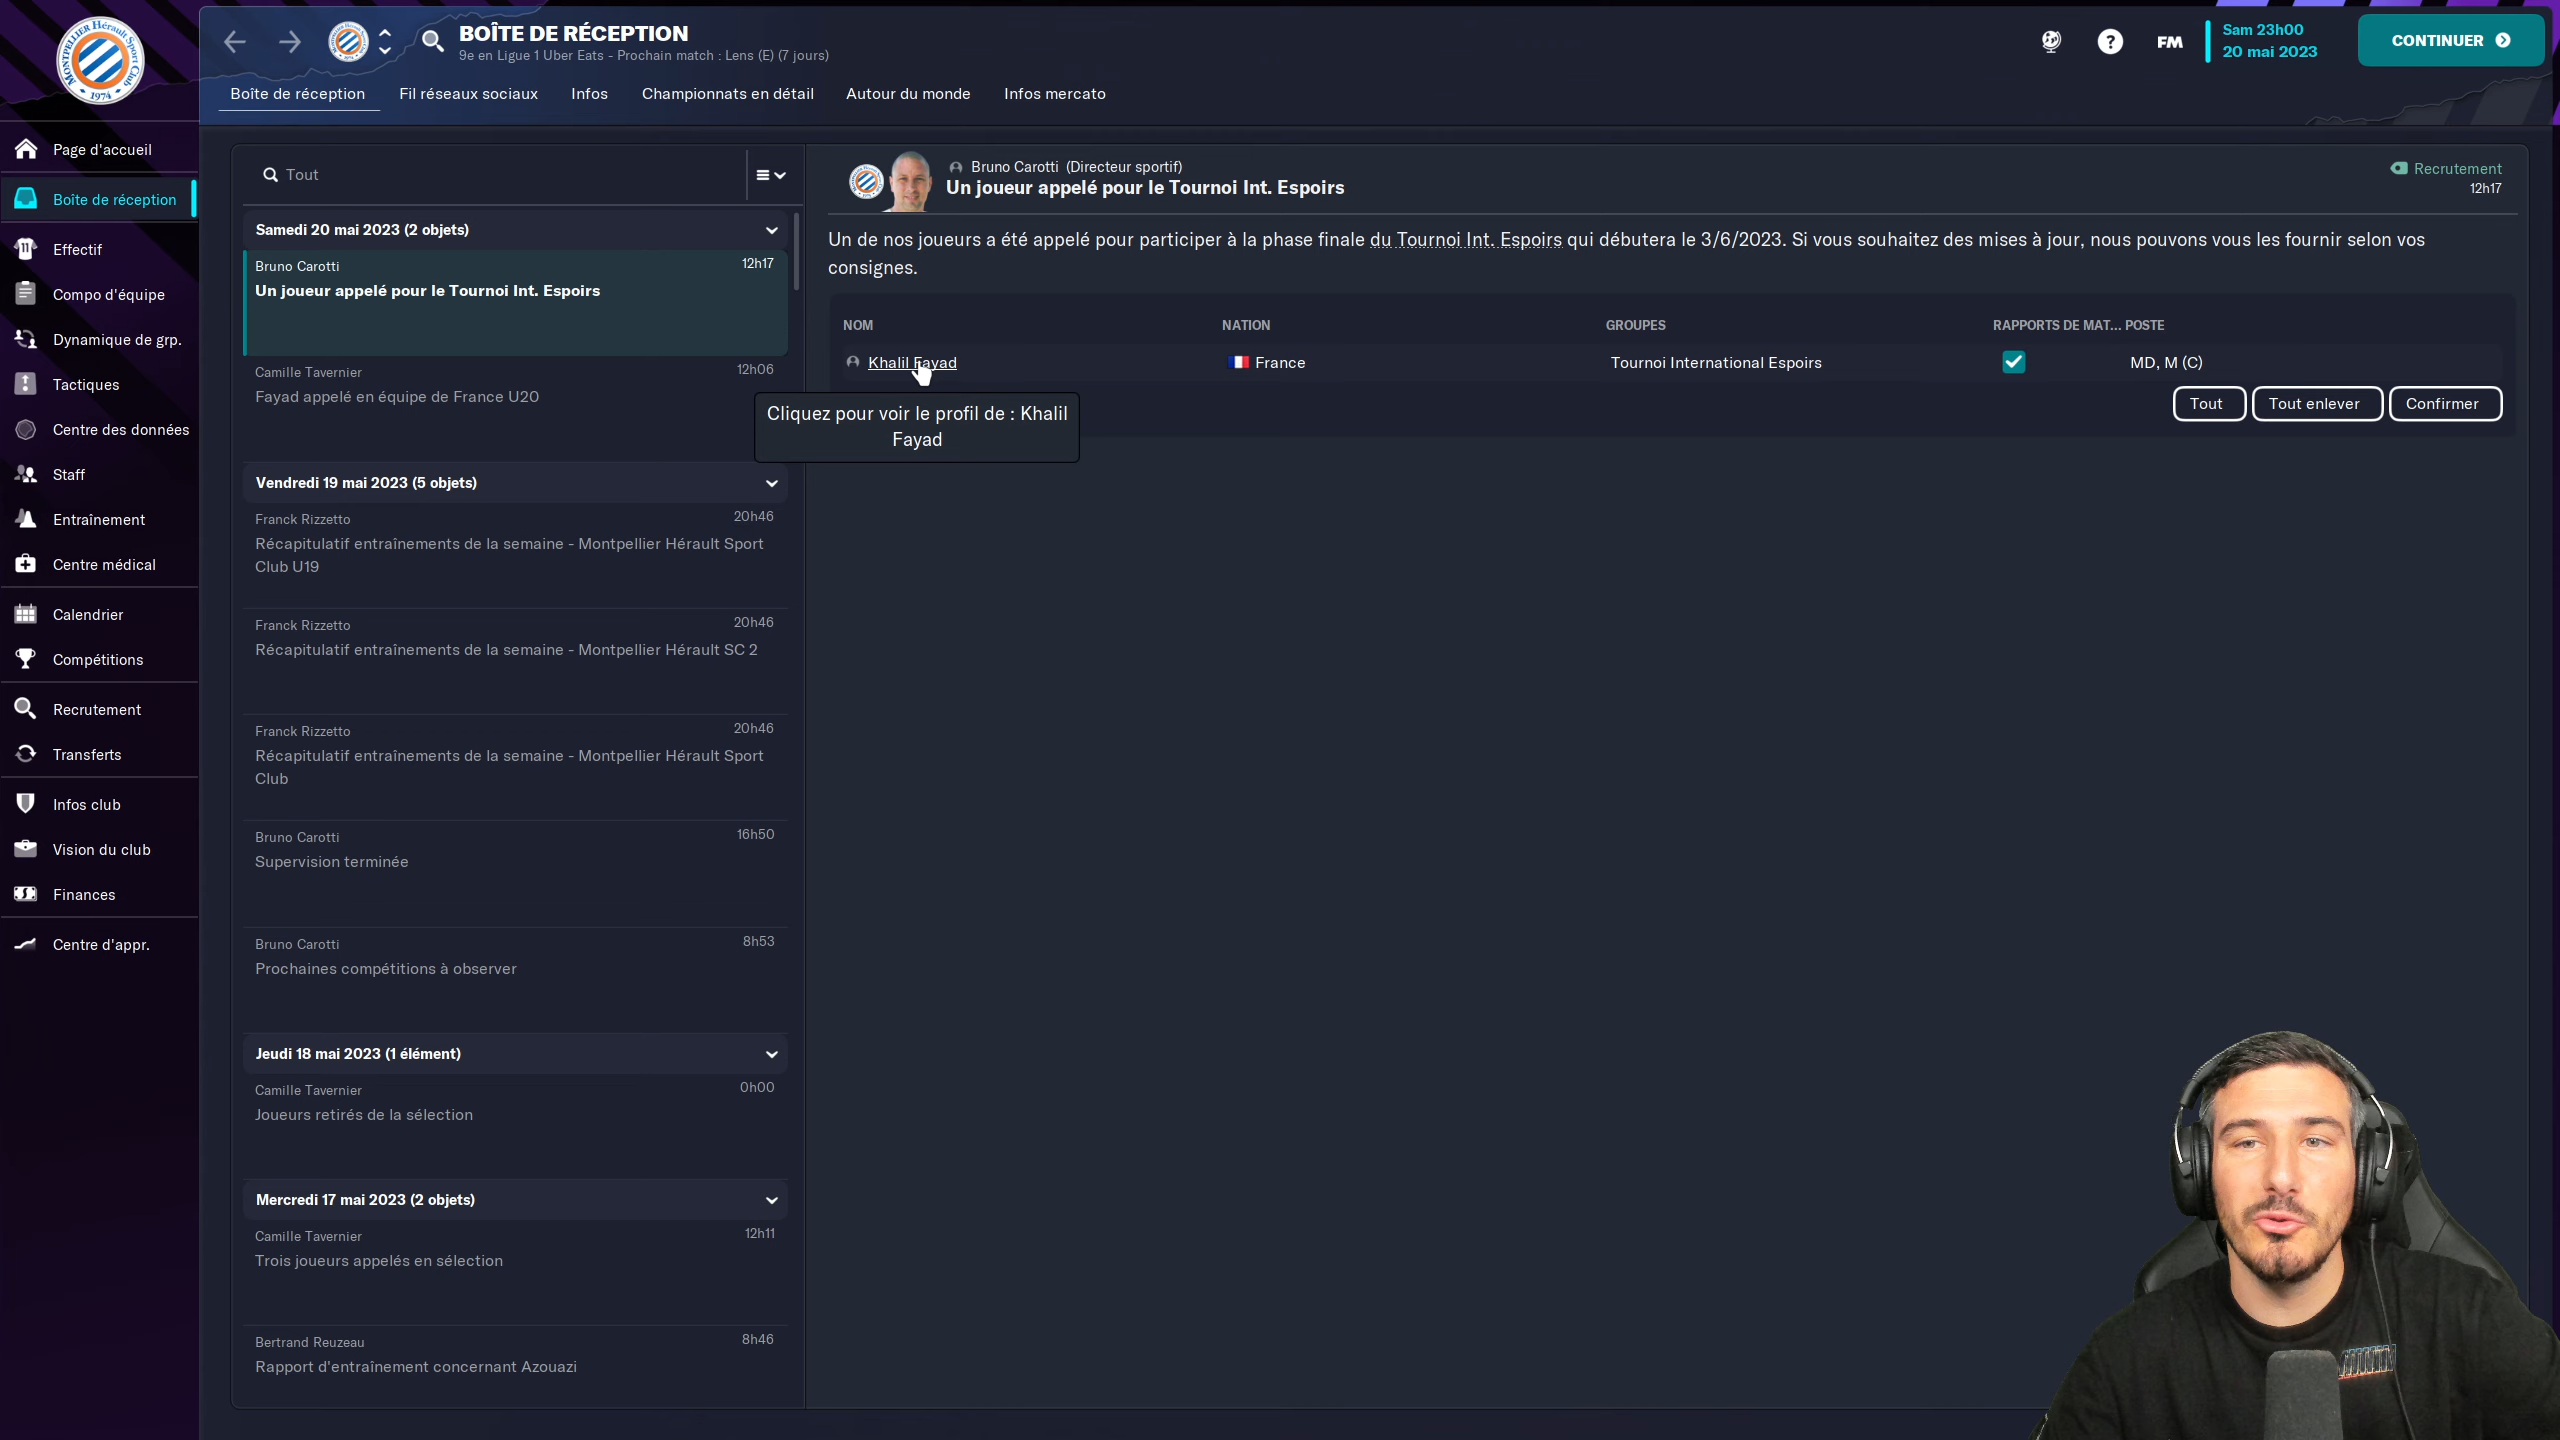 MONTPELLIER Hérault Sport Club
1974
BOÎTE DE RÉCEPTION
9e en Ligue 1 Uber Eats - Prochain match : Lens (E) (7 jours)
FM
Sam 23h00
20 mai 2023
CONTINUER
Boîte de réception
Fil réseaux sociaux
Infos
Championnats en détail
Autour du monde
Infos mercato
Page d'accueil
Boîte de réception
Effectif
Compo d'équipe
Dynamique de grp.
Tactiques
Centre des données
Staff
Entraînement
Centre médical
Calendrier
Compétitions
Recrutement
Transferts
Infos club
Vision du club
Finances
Centre d'appr.
Tout
Samedi 20 mai 2023 (2 objets)
Bruno Carotti 12h17
Un joueur appelé pour le Tournoi Int. Espoirs
Camille Tavernier 12h06
Fayad appelé en équipe de France U20
Vendredi 19 mai 2023 (5 objets)
Franck Rizzetto 20h46
Récapitulatif entraînements de la semaine - Montpellier Hérault Sport
Club U19
Franck Rizzetto 20h46
Récapitulatif entraînements de la semaine - Montpellier Hérault SC 2
Franck Rizzetto 20h46
Récapitulatif entraînements de la semaine - Montpellier Hérault Sport
Club
Bruno Carotti 16h50
Supervision terminée
Bruno Carotti 8h53
Prochaines compétitions à observer
Jeudi 18 mai 2023 (1 élément)
Camille Tavernier 0h00
Joueurs retirés de la sélection
Mercredi 17 mai 2023 (2 objets)
Camille Tavernier 12h11
Trois joueurs appelés en sélection
Bertrand Reuzeau 8h46
Rapport d'entraînement concernant Azouazi
Bruno Carotti (Directeur sportif)
Un joueur appelé pour le Tournoi Int. Espoirs
Recrutement
12h17
Un de nos joueurs a été appelé pour participer à la phase finale du Tournoi Int. Espoirs qui débutera le 3/6/2023. Si vous souhaitez des mises à jour, nous pouvons vous les fournir selon vos
consignes.
NOM NATION GROUPES RAPPORTS DE MAT... POSTE
Khalil Fayad France Tournoi International Espoirs MD, M (C)
Tout Tout enlever Confirmer
Cliquez pour voir le profil de : Khalil
Fayad